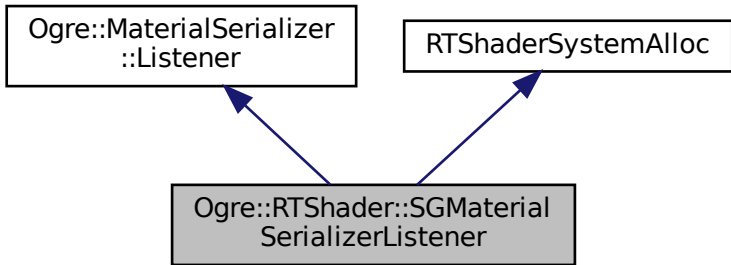 Ogre::MaterialSerializer
::Listener
RTShaderSystemAlloc
Ogre::RTShader::SGMaterial
SerializerListener